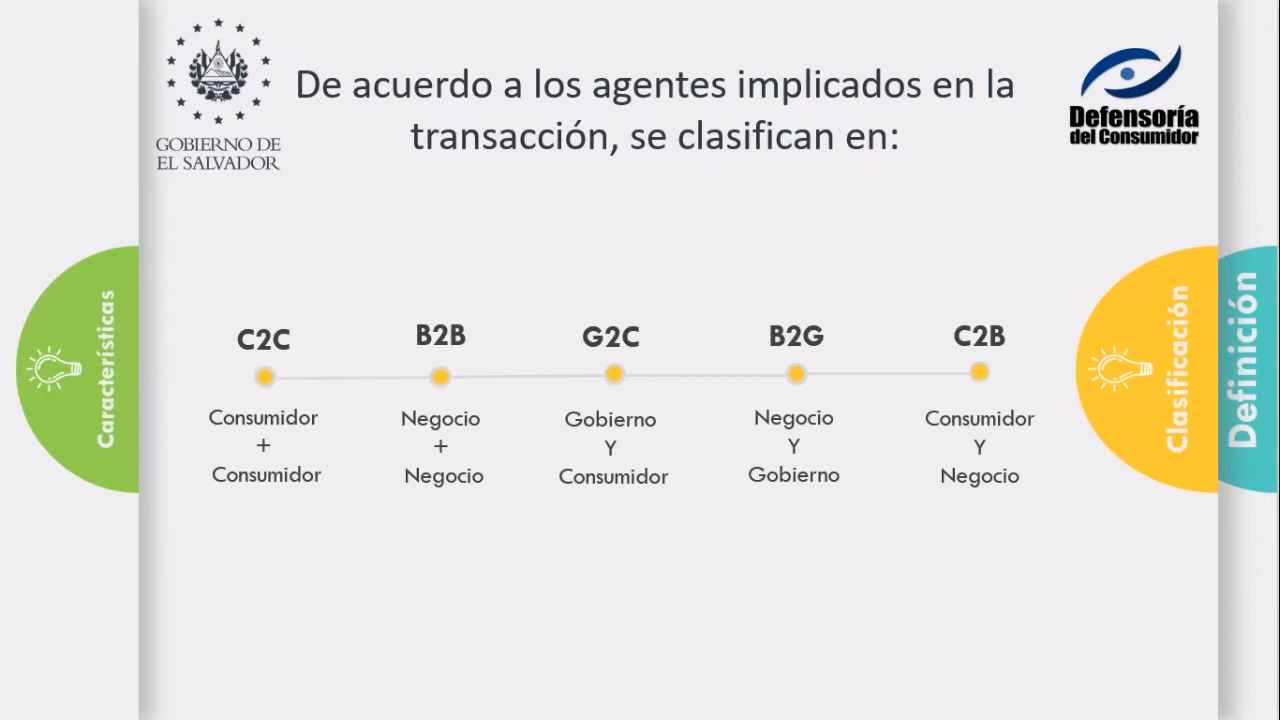 GOBIERNO DE
EL SALVADOR
De acuerdo a los agentes implicados en la
transacción, se clasifican en:
Defensoría
del Consumidor
Características
C2C
Consumidor
+
Consumidor
B2B
Negocio
+
Negocio
G2C
Gobierno
Y
Consumidor
B2G
Negocio
Y
Gobierno
C2B
Consumidor
Y
Negocio
Clasificación
Definición